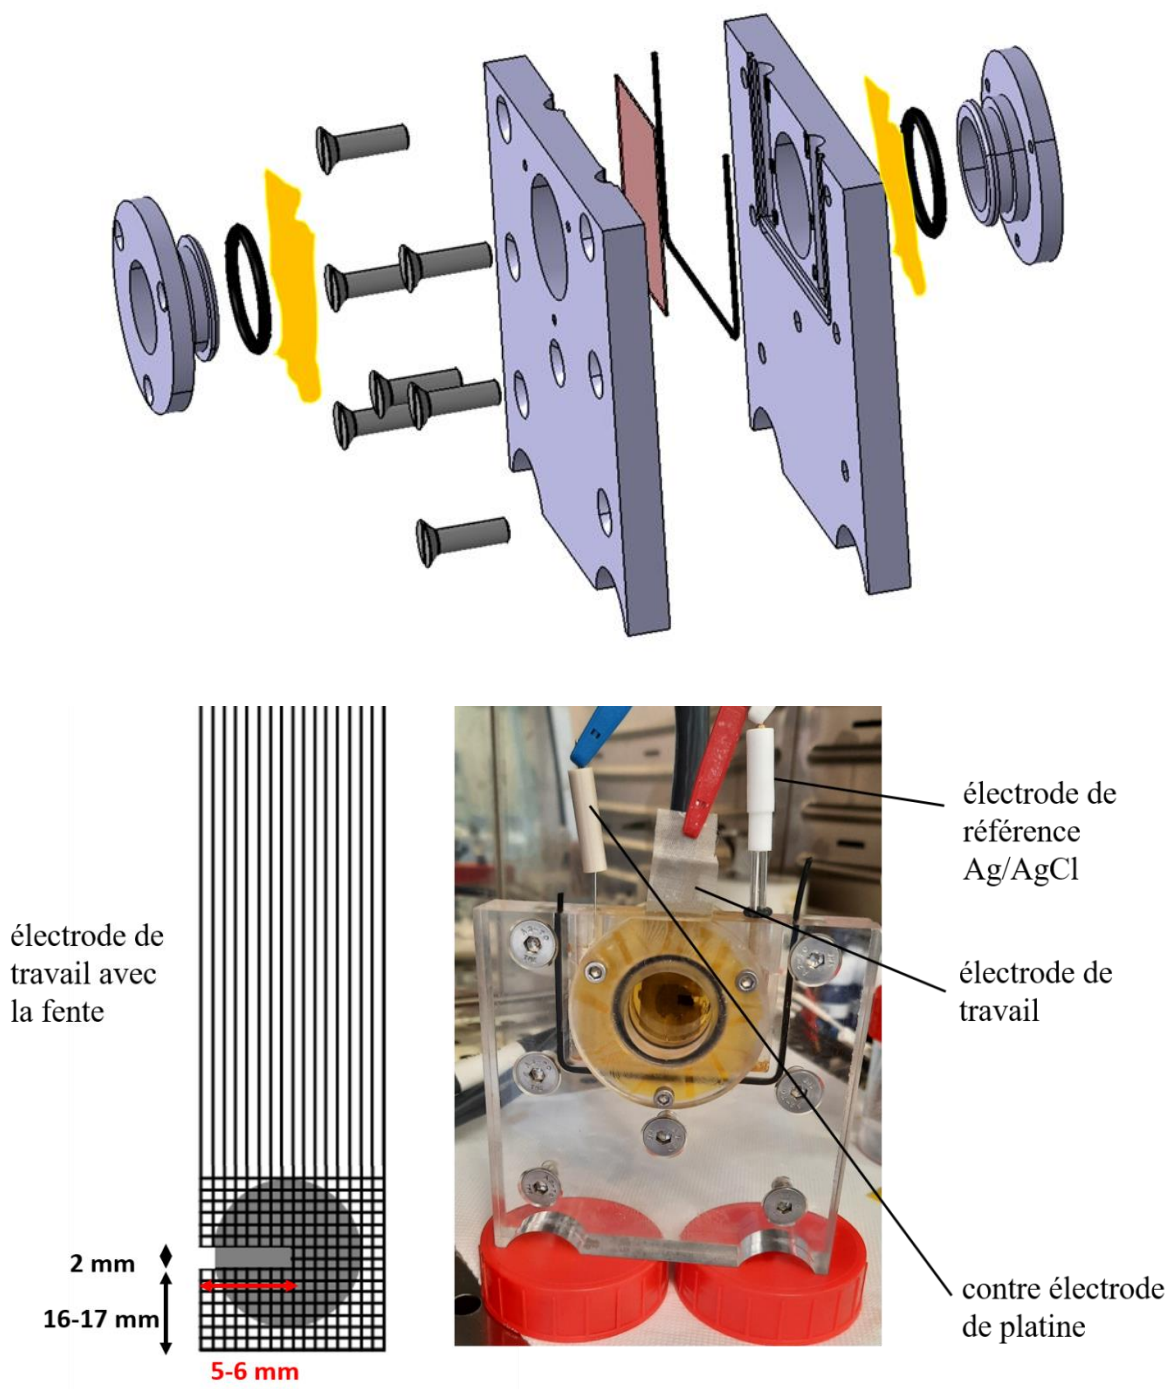 électrode de
référence
Ag/AgCl
électrode de
travail avec
la fente
électrode de
travail
2 mm
16-17 mm
5-6 mm
contre électrode
de platine